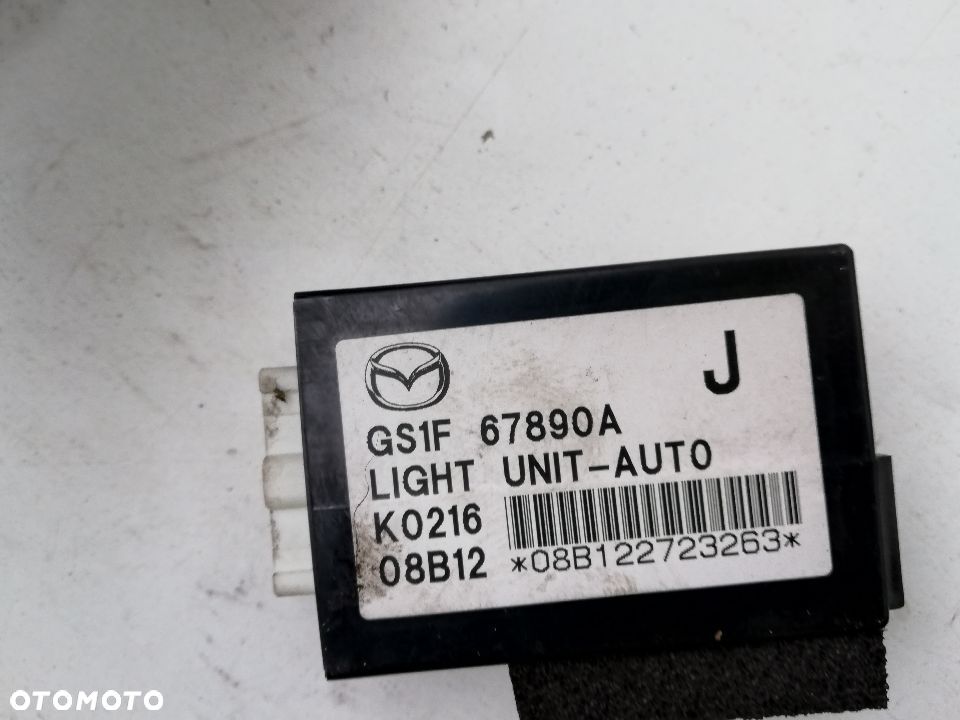 J
GS1F 67890A
LIGHT UNIT-AUTO
K0216
08B12 *08B122723263*
OTOMOTO